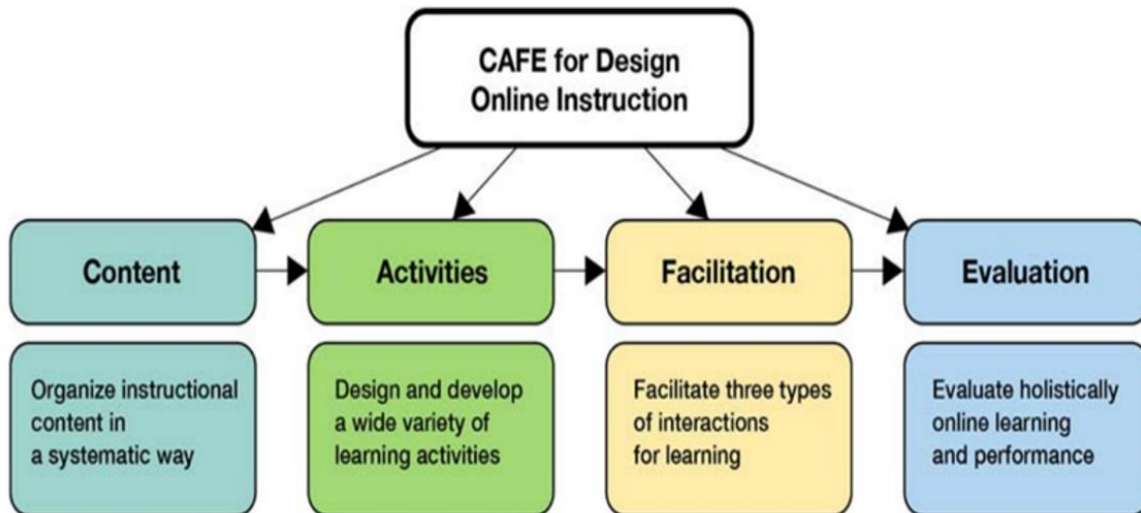 CAFE for Design
Online Instruction
Content
Activities
Facilitation
Evaluation
Organize instructional
content in
a systematic way
Design and develop
a wide variety of
learning activities
Facilitate three types
of interactions
for learning
Evaluate holistically
online learning
and performance